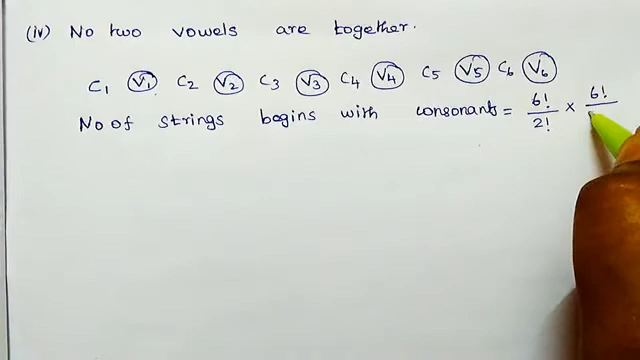 (iv) No two vowels are together.
C1 V1 C2 V2 C3 V3 C4 V4 C5 V5 C6 V6
No of strings begins with consonants = 6!/2! × 6!/